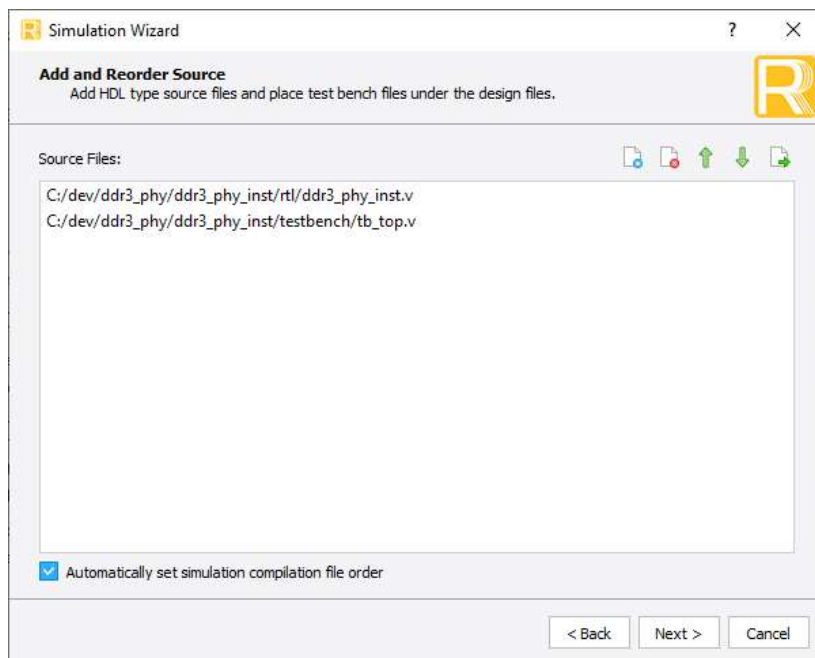 Simulation Wizard
?
Add and Reorder Source
Add HDL type source files and place test bench files under the design files.
Source Files:
C:/dev/ddr3_phy/ddr3_phy_inst/rtl/ddr3_phy_inst.v
C:/dev/ddr3_phy/ddr3_phy_inst/testbench/tb_top.v
Automatically set simulation compilation file order
< Back
Next >
Cancel